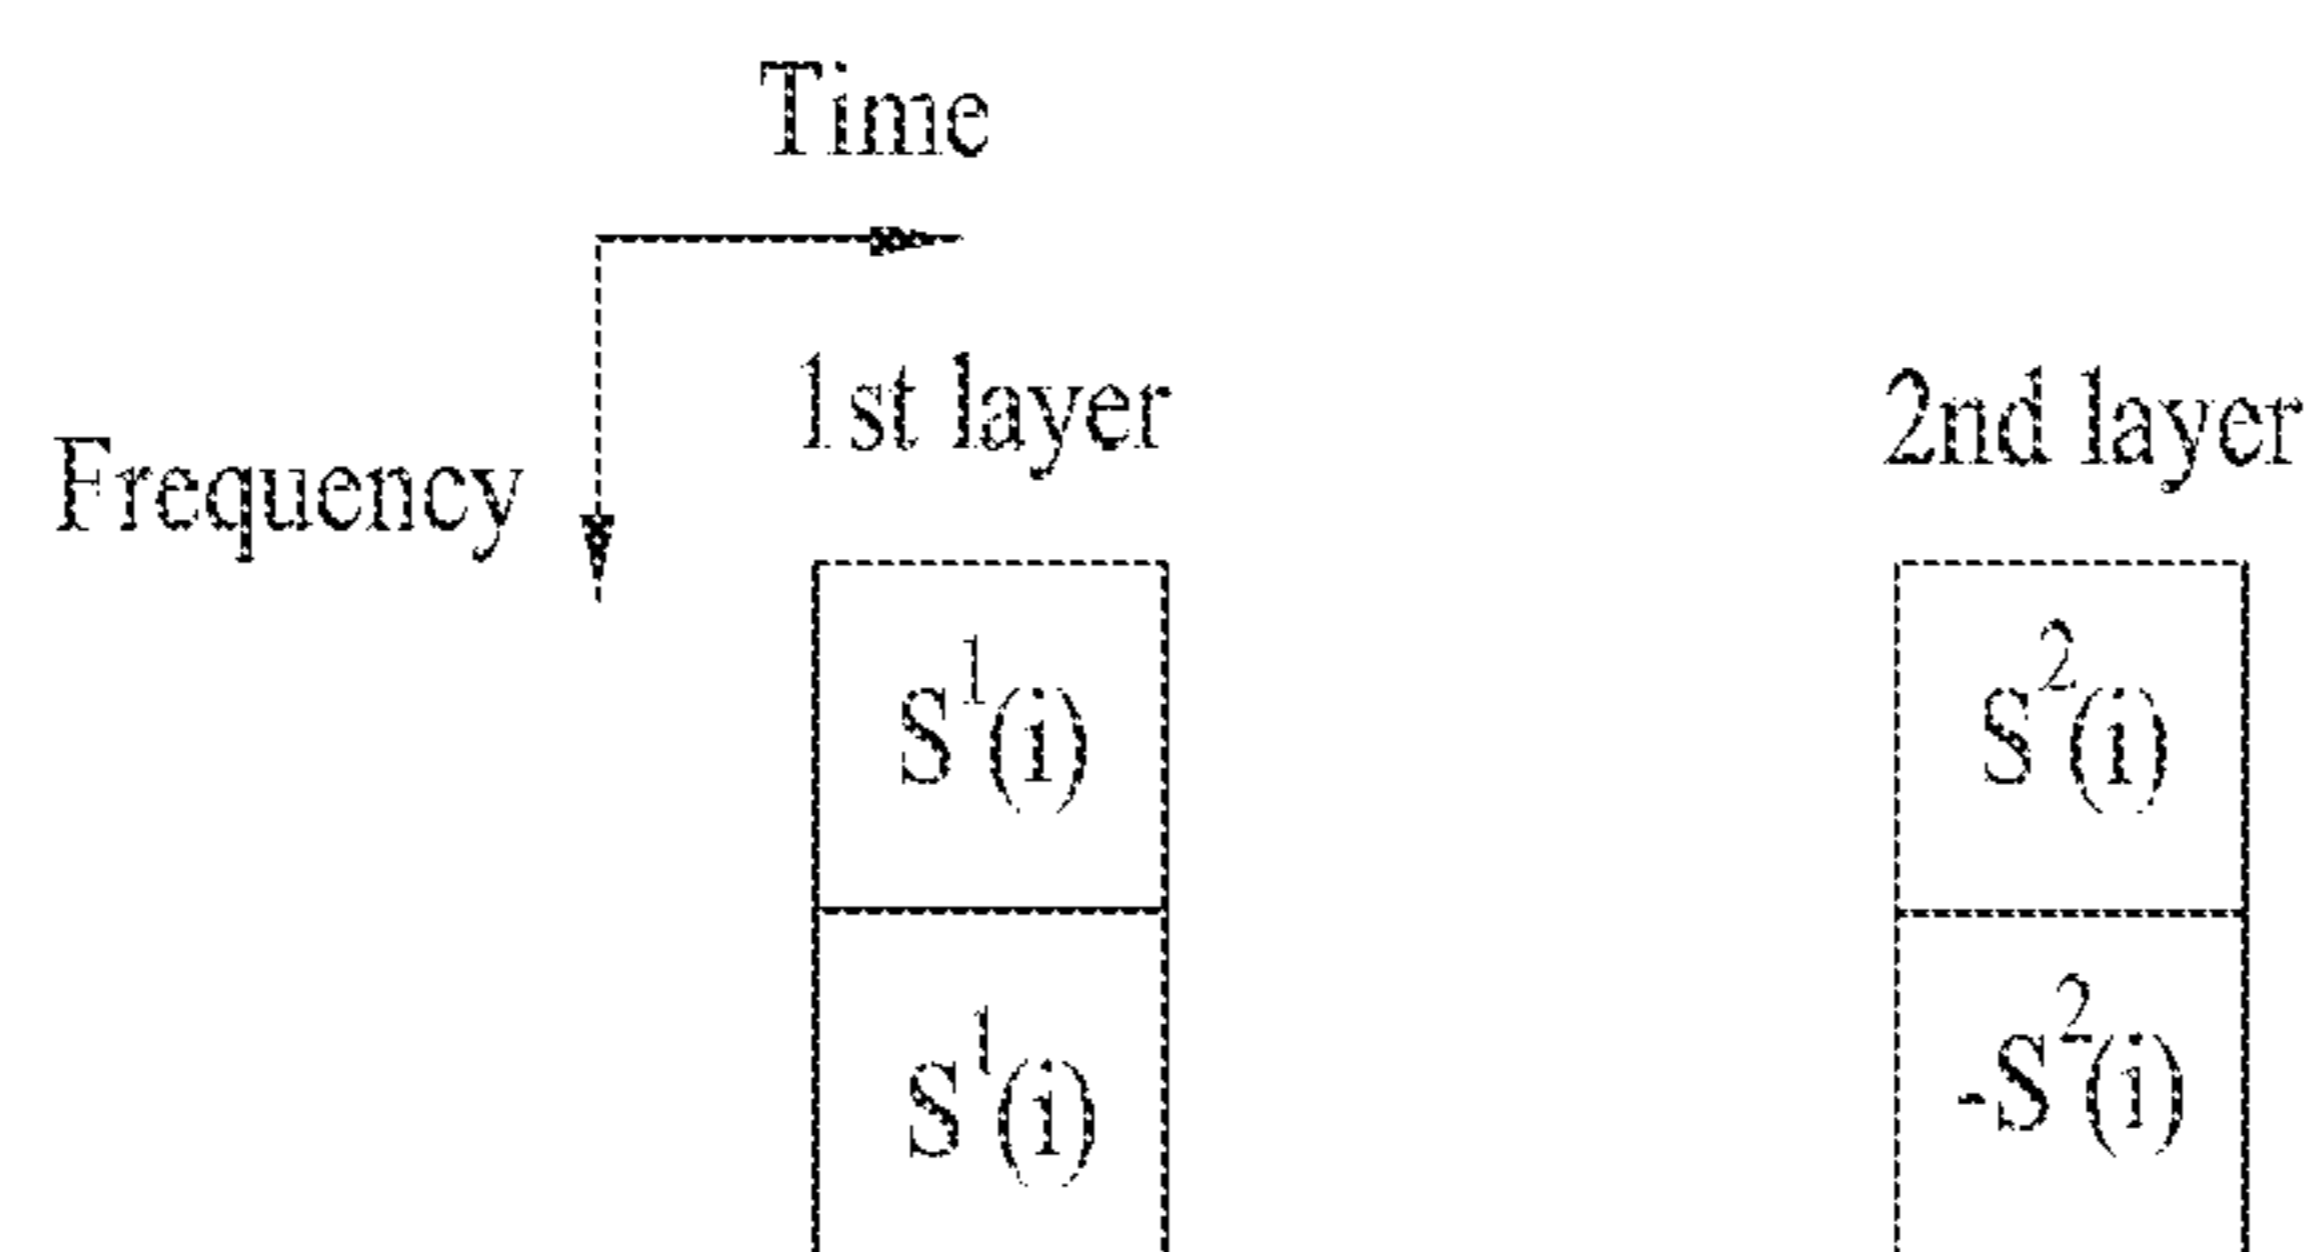 Time
1st layer
2nd layer
Frequency
S¹(i)
S²(i)
S¹(i)
-S²(i)